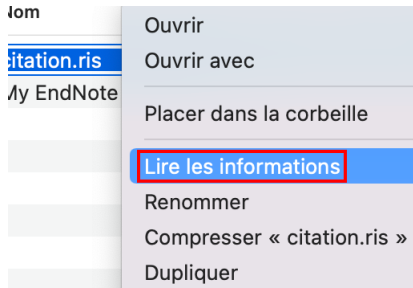 Nom
citation.ris
My EndNote
Ouvrir
Ouvrir avec
Placer dans la corbeille
Lire les informations
Renommer
Compresser « citation.ris »
Dupliquer